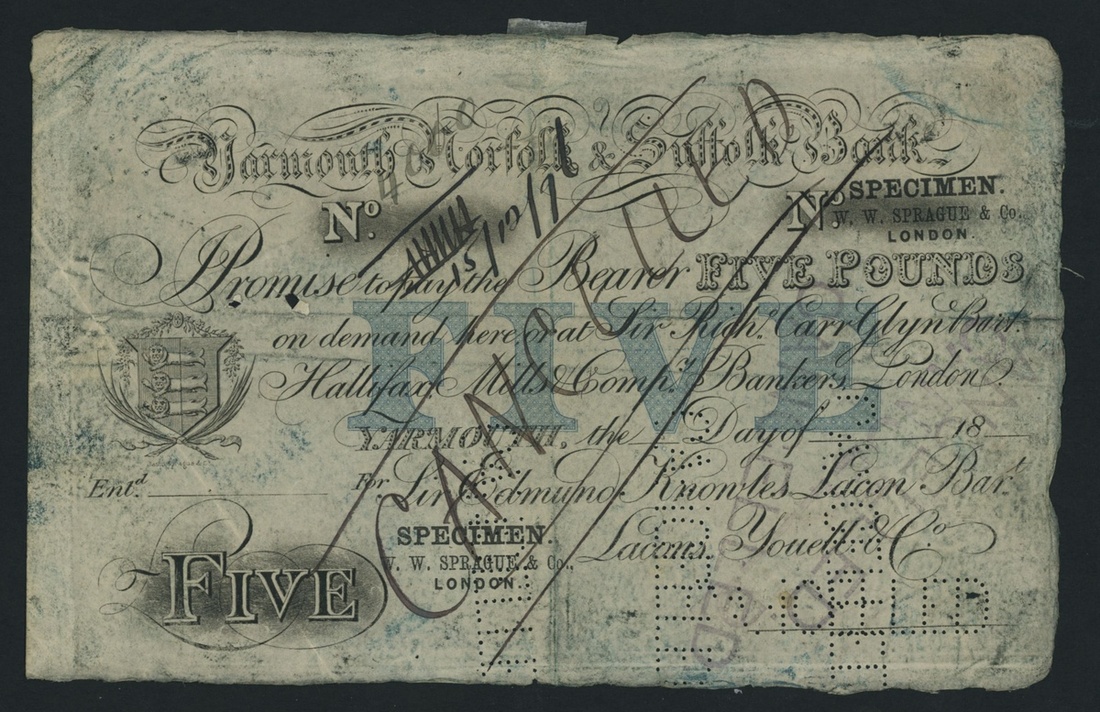 Yarmouth Norfolk & Suffolk Bank
Nº. Nº.
SPECIMEN.
W. W. SPRAGUE & Co.
LONDON.
I Promise to pay the Bearer FIVE POUNDS
on demand here or at Sir Richd. Carr Glyn Bart.
Hallifax, Mills & Compy. Bankers, London.
FIVE
YARMOUTH, the Day of 18
Entd.
For Sir Edmund Knowles Lacon Bart.
Lacons, Youell & Co
SPECIMEN.
W. W. SPRAGUE & Co.,
LONDON.
£ FIVE
CANCELLED